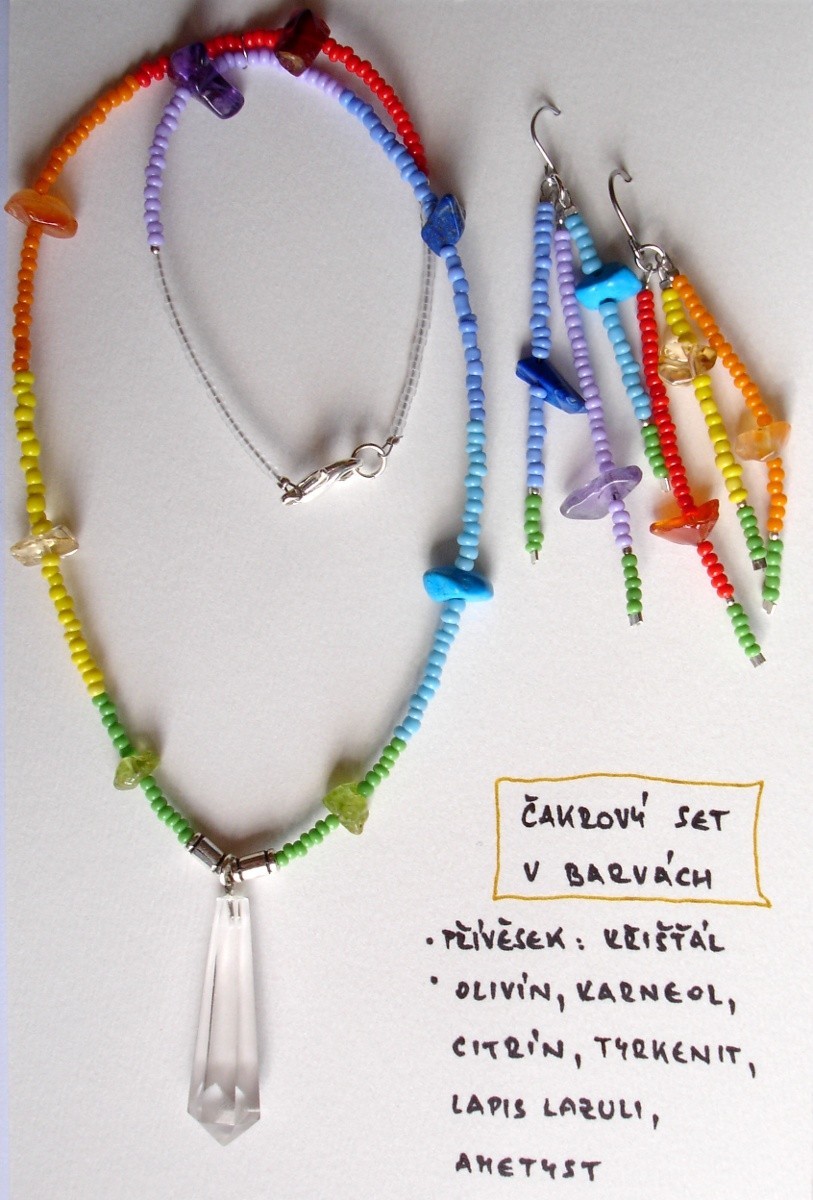 ČAKROVÝ SET
V BARVÁCH
• PŘÍVĚSEK: KŘIŠŤÁL
• OLIVÍN, KARNEOL,
CITRÍN, TYRKENIT,
LAPIS LAZULI,
AMETYST